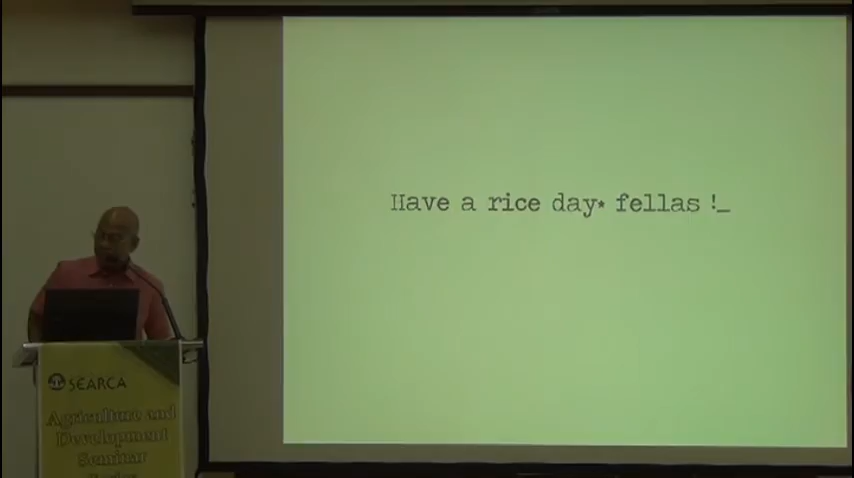 Have a rice day* fellas !_
SEARCA
Agriculture and
Development
Seminar